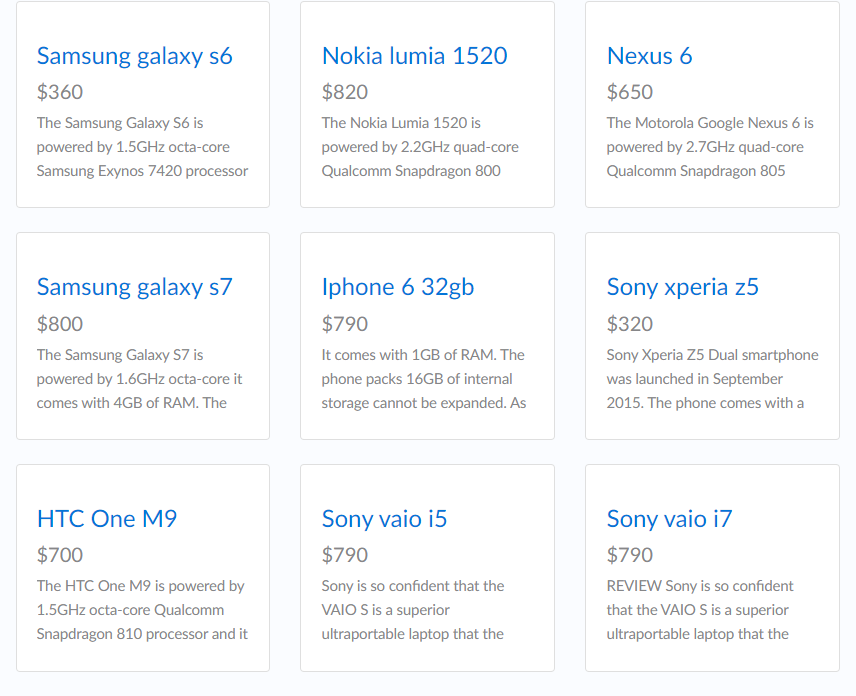 Samsung galaxy s6
$360
The Samsung Galaxy S6 is
powered by 1.5GHz octa-core
Samsung Exynos 7420 processor
Nokia lumia 1520
$820
The Nokia Lumia 1520 is
powered by 2.2GHz quad-core
Qualcomm Snapdragon 800
Nexus 6
$650
The Motorola Google Nexus 6 is
powered by 2.7GHz quad-core
Qualcomm Snapdragon 805
Samsung galaxy s7
$800
The Samsung Galaxy S7 is
powered by 1.6GHz octa-core it
comes with 4GB of RAM. The
Iphone 6 32gb
$790
It comes with 1GB of RAM. The
phone packs 16GB of internal
storage cannot be expanded. As
Sony xperia z5
$320
Sony Xperia Z5 Dual smartphone
was launched in September
2015. The phone comes with a
HTC One M9
$700
The HTC One M9 is powered by
1.5GHz octa-core Qualcomm
Snapdragon 810 processor and it
Sony vaio i5
$790
Sony is so confident that the
VAIO S is a superior
ultraportable laptop that the
Sony vaio i7
$790
REVIEW Sony is so confident
that the VAIO S is a superior
ultraportable laptop that the